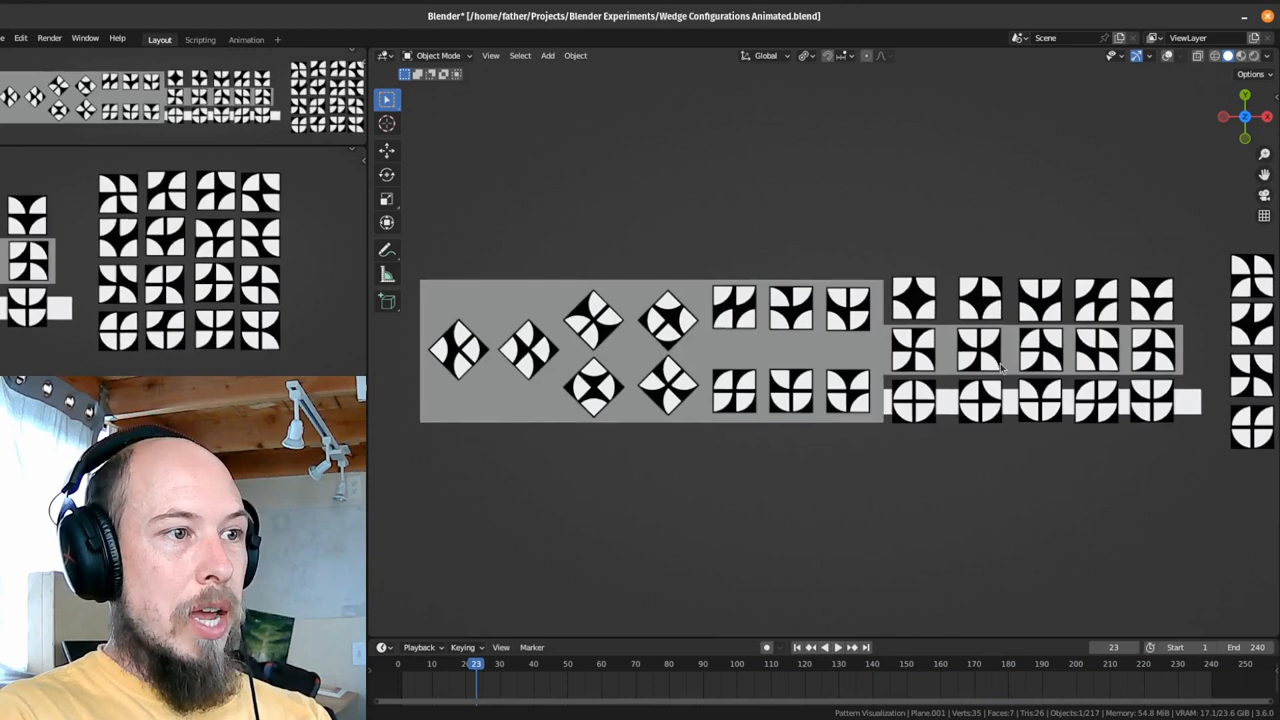 Blender* [/home/father/Projects/Blender Experiments/Wedge Configurations Animated.blend]
Edit Render Window Help Layout Scripting Animation + Scene ViewLayer
Object Mode View Select Add Object Global
Options
Y
X
Z
Playback Keying View Marker 23 Start 1 End 240
0 10 23 30 40 50 60 70 80 90 100 110 120 130 140 150 160 170 180 190 200 210 220 230 240 250
Pattern Visualization | Plane.001 | Verts:35 | Faces:7 | Tris:26 | Objects:1/217 | Memory: 54.8 MiB | VRAM: 17.1/23.6 GiB | 3.6.0